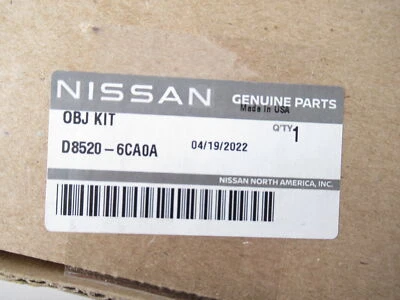 NISSAN GENUINE PARTS
Made In USA
OBJ KIT Q'TY 1
D8520-6CA0A 04/19/2022
NISSAN NORTH AMERICA, INC.